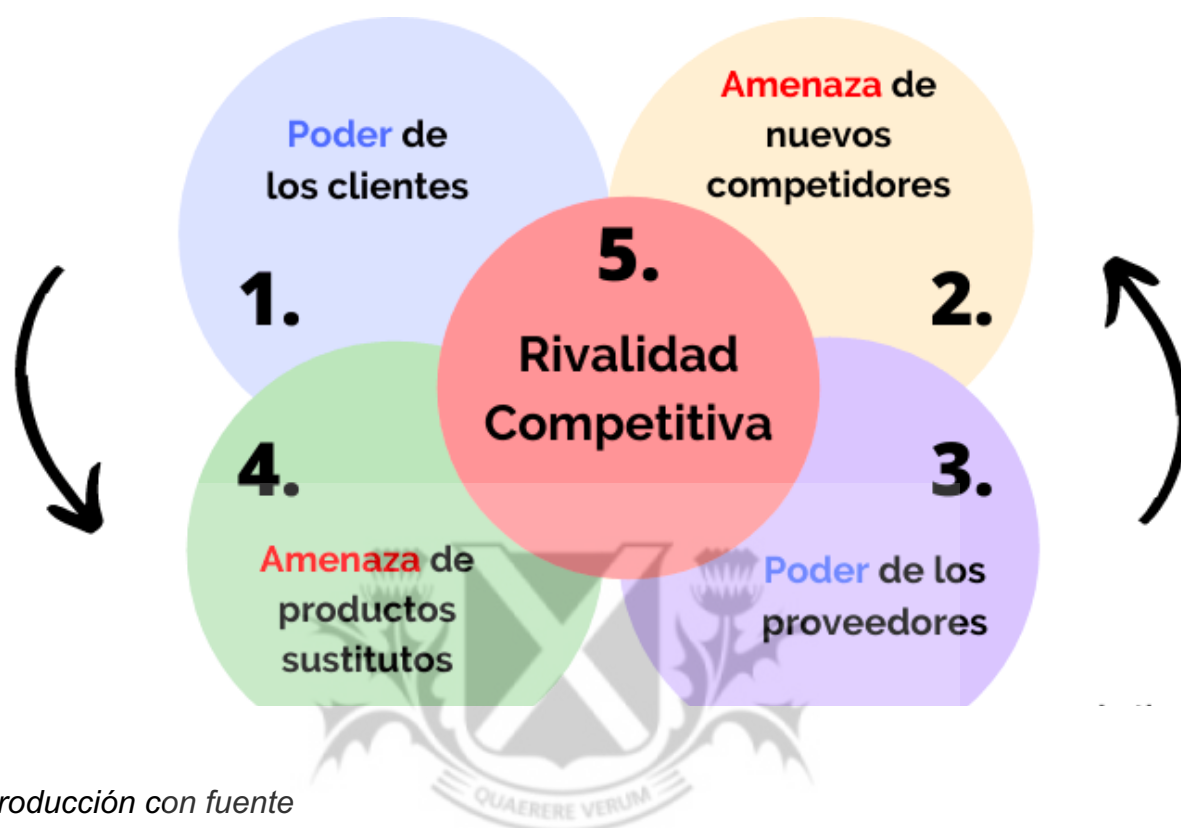 Poder de
los clientes
1.
Amenaza de
nuevos
competidores
2.
5.
Rivalidad
Competitiva
4.
Amenaza de
productos
sustitutos
3.
Poder de los
proveedores
roducción con fuente
QUAERERE VERUM